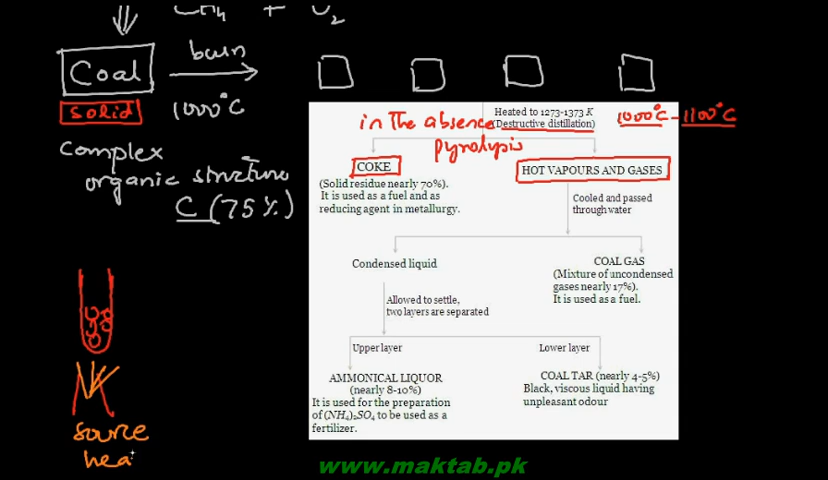 CH4 + O2
Coal
burn
1000°C
solid
complex
organic structure
C (75%)
in the absence
pyrolysis
Heated to 1273-1373 K
(Destructive distillation)
1000°C - 1100°C
COKE
(Solid residue nearly 70%).
It is used as a fuel and as
reducing agent in metallurgy.
HOT VAPOURS AND GASES
Cooled and passed
through water
Condensed liquid
COAL GAS
(Mixture of uncondensed
gases nearly 17%).
It is used as a fuel.
Allowed to settle,
two layers are separated
Upper layer
Lower layer
AMMONICAL LIQUOR
(nearly 8-10%)
It is used for the preparation
of (NH4)2SO4 to be used as a
fertilizer.
COAL TAR (nearly 4-5%)
Black, viscous liquid having
unpleasant odour
source
hea
www.maktab.pk